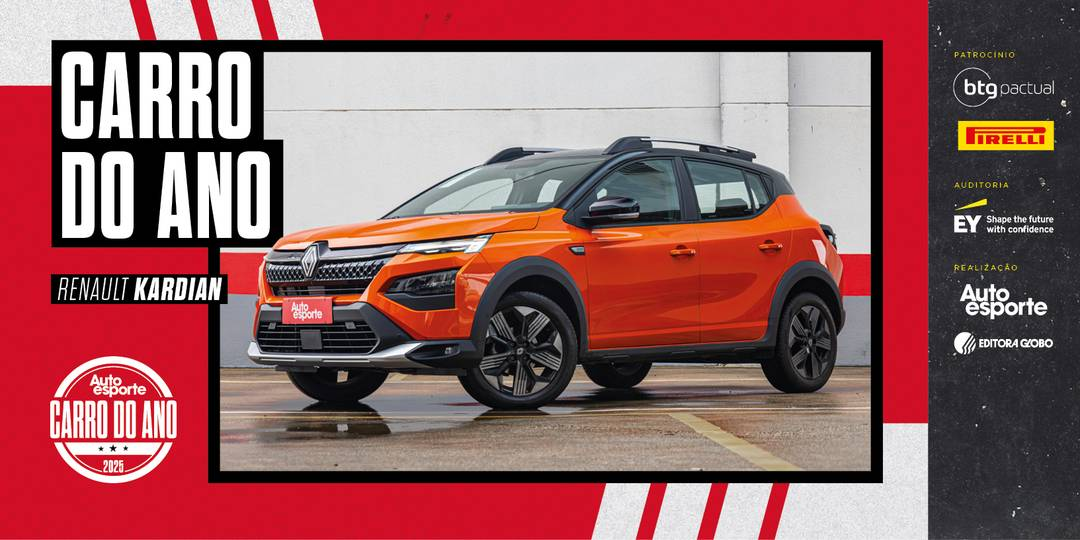 CARRO
DO ANO
RENAULT KARDIAN
Auto
esporte
Auto
esporte
CARRO DO ANO
2025
PATROCÍNIO
btg pactual
PIRELLI
AUDITORIA
EY Shape the future
with confidence
REALIZAÇÃO
Auto
esporte
EDITORA GLOBO